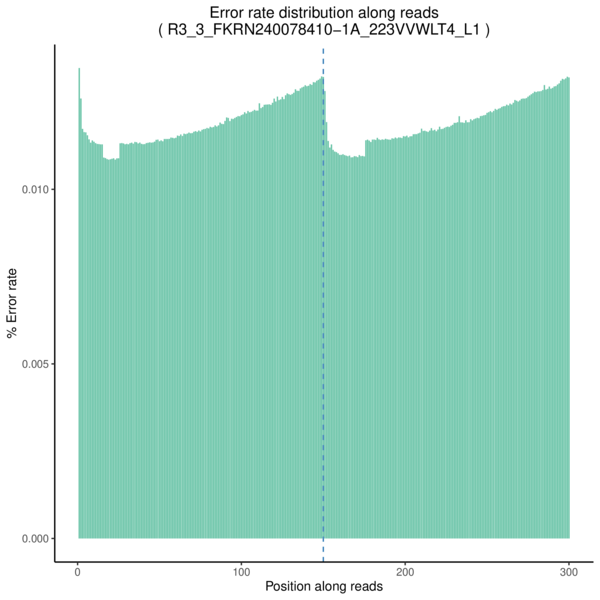 Error rate distribution along reads
( R3_3_FKRN240078410−1A_223VVWLT4_L1 )
% Error rate
0.010
0.005
0.000
0
100
200
300
Position along reads